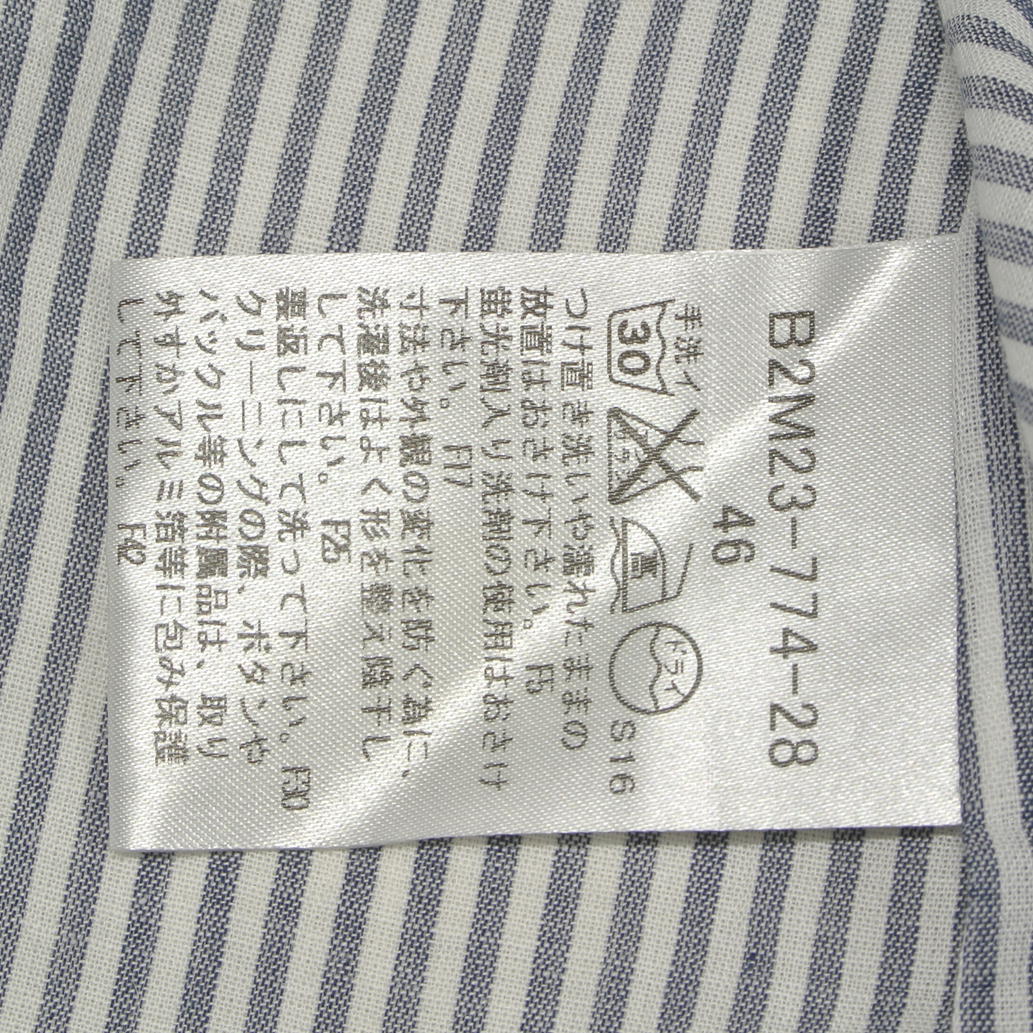 B2M23-774-28
46
手洗イ
30
中
ドライ
S16
つけ置き洗いや濡れたままの
放置はおさけ下さい。 F5
蛍光剤入り洗剤の使用はおさけ
下さい。 F17
寸法や外観の変化を防ぐ為に、
洗濯後はよく形を整え陰干し
して下さい。 F25
裏返しにして洗って下さい。 F30
クリーニングの際、ボタンや
バックル等の附属品は、取り
外すかアルミ箔等に包み保護
して下さい。 F42